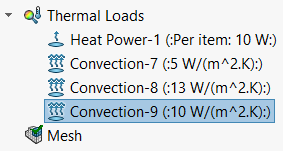 Thermal Loads
Heat Power-1 (:Per item: 10 W:)
Convection-7 (:5 W/(m^2.K):)
Convection-8 (:13 W/(m^2.K):)
Convection-9 (:10 W/(m^2.K):)
Mesh